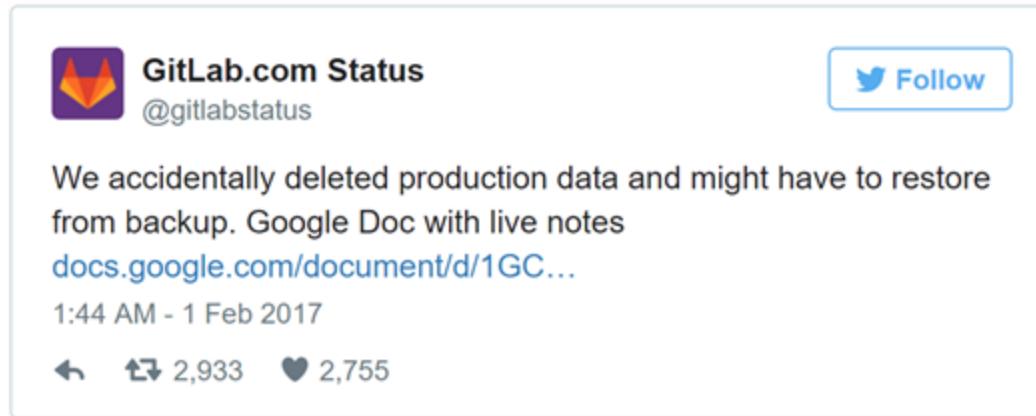 GitLab.com Status
Follow
@gitlabstatus
We accidentally deleted production data and might have to restore
from backup. Google Doc with live notes
docs.google.com/document/d/1GC…
1:44 AM - 1 Feb 2017
2,933 2,755